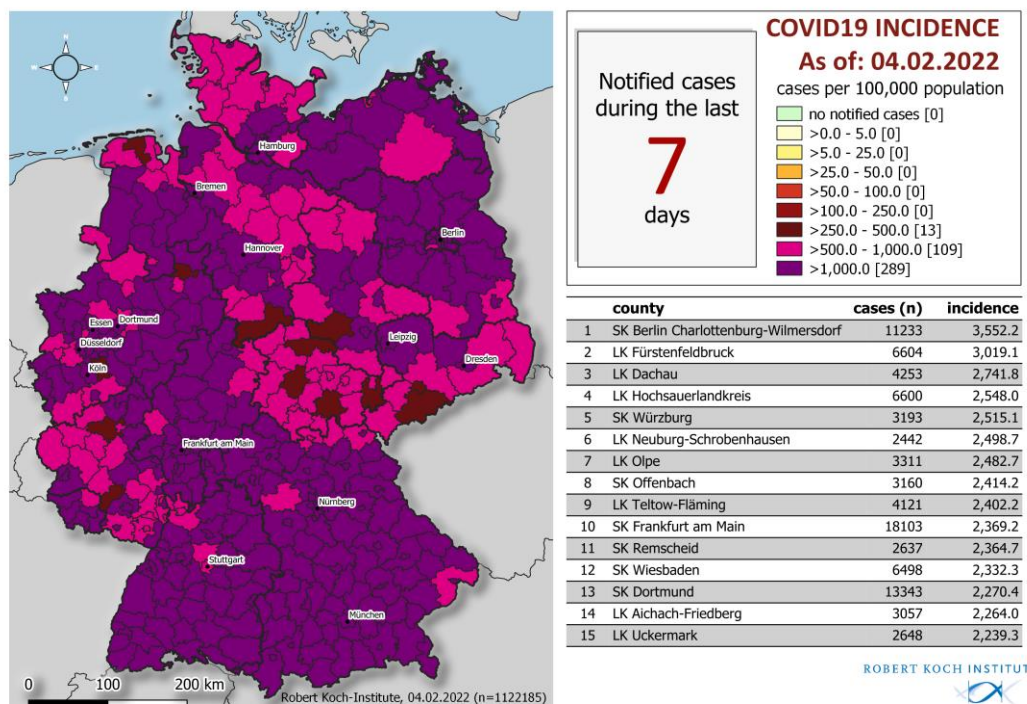 N
W
E
S
Hamburg
Bremen
Berlin
Hannover
Essen
Dortmund
Düsseldorf
Leipzig
Köln
Dresden
Frankfurt am Main
Nürnberg
Stuttgart
München
0 100 200 km
Robert Koch-Institute, 04.02.2022 (n=1122185)
Notified cases
during the last
7
days
COVID19 INCIDENCE
As of: 04.02.2022
cases per 100,000 population
no notified cases [0]
>0.0 - 5.0 [0]
>5.0 - 25.0 [0]
>25.0 - 50.0 [0]
>50.0 - 100.0 [0]
>100.0 - 250.0 [0]
>250.0 - 500.0 [13]
>500.0 - 1,000.0 [109]
>1,000.0 [289]
county cases (n) incidence
1 SK Berlin Charlottenburg-Wilmersdorf 11233 3,552.2
2 LK Fürstenfeldbruck 6604 3,019.1
3 LK Dachau 4253 2,741.8
4 LK Hochsauerlandkreis 6600 2,548.0
5 SK Würzburg 3193 2,515.1
6 LK Neuburg-Schrobenhausen 2442 2,498.7
7 LK Olpe 3311 2,482.7
8 SK Offenbach 3160 2,414.2
9 LK Teltow-Fläming 4121 2,402.2
10 SK Frankfurt am Main 18103 2,369.2
11 SK Remscheid 2637 2,364.7
12 SK Wiesbaden 6498 2,332.3
13 SK Dortmund 13343 2,270.4
14 LK Aichach-Friedberg 3057 2,264.0
15 LK Uckermark 2648 2,239.3
ROBERT KOCH INSTITUT